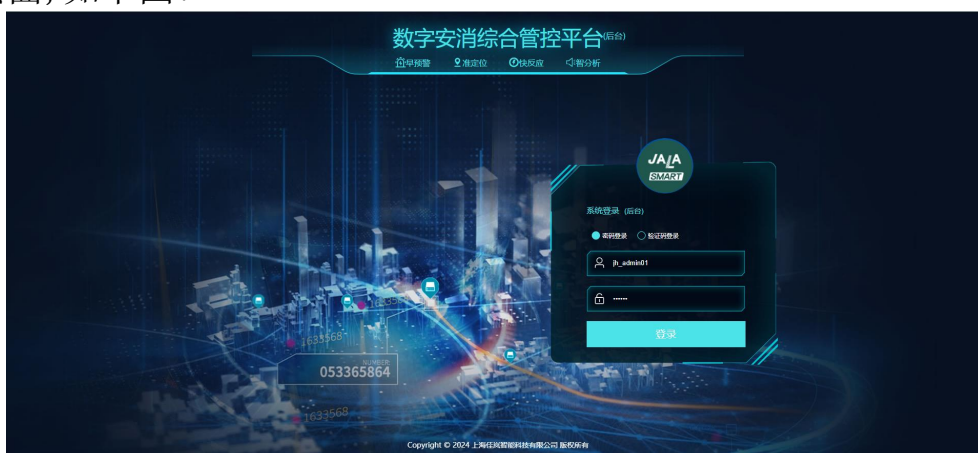 数字安消综合管控平台(后台)
早预警 准定位 快反应 智分析
JALA
SMART
系统登录 (后台)
密码登录 验证码登录
jh_admin01
••••••
登录
1633568
NUMBER:
053365864
1633568
Copyright © 2024 上海佳岚智能科技有限公司 版权所有